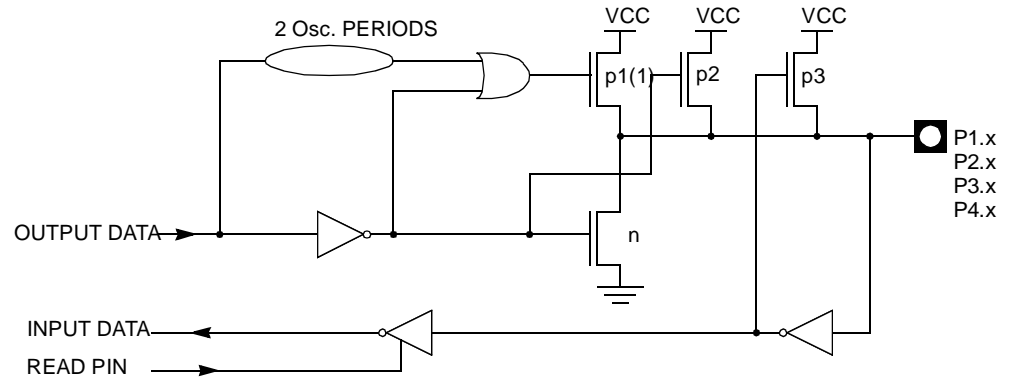 VCC VCC VCC
2 Osc. PERIODS
p1(1) p2 p3
P1.x
P2.x
P3.x
P4.x
OUTPUT DATA
n
INPUT DATA
READ PIN